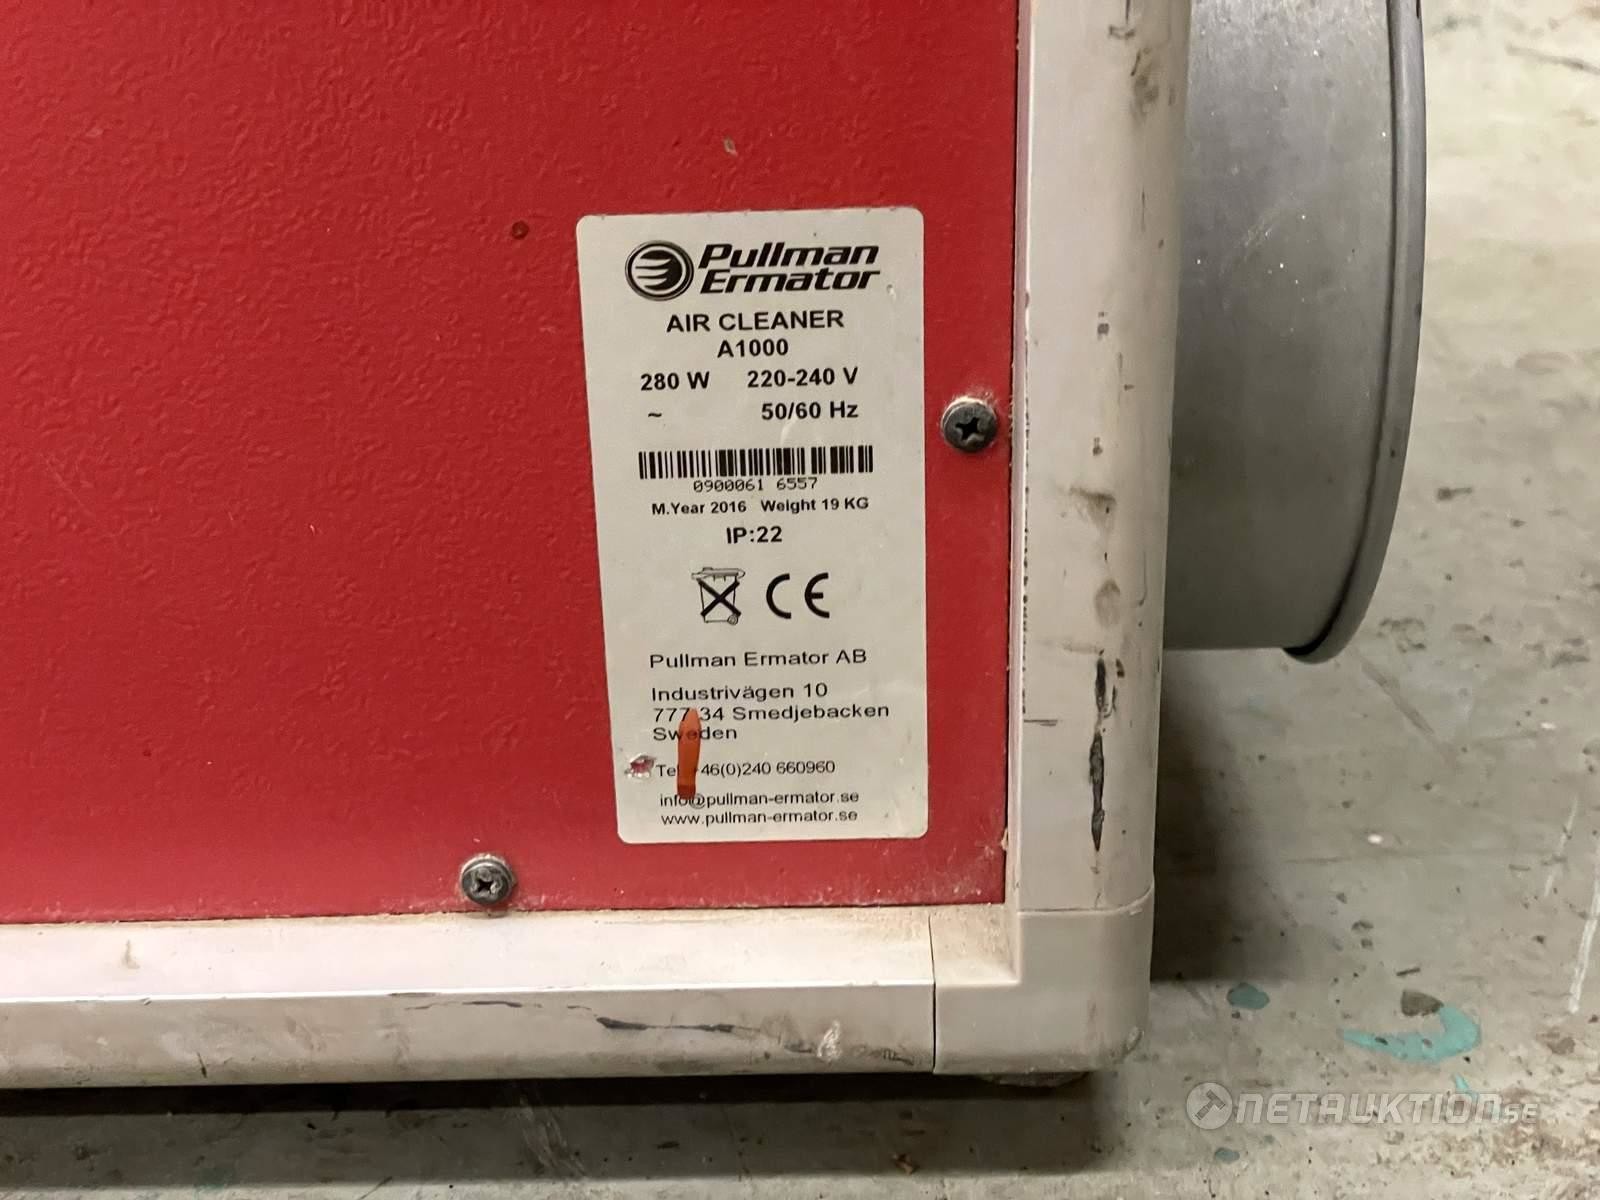 Pullman
Ermator
AIR CLEANER
A1000
280 W 220-240 V
~ 50/60 Hz
0900061 6557
M.Year 2016 Weight 19 KG
IP:22
CE
Pullman Ermator AB
Industrivägen 10
777 34 Smedjebacken
Sweden
Tel +46(0)240 660960
info@pullman-ermator.se
www.pullman-ermator.se
NETAUKTION.SE